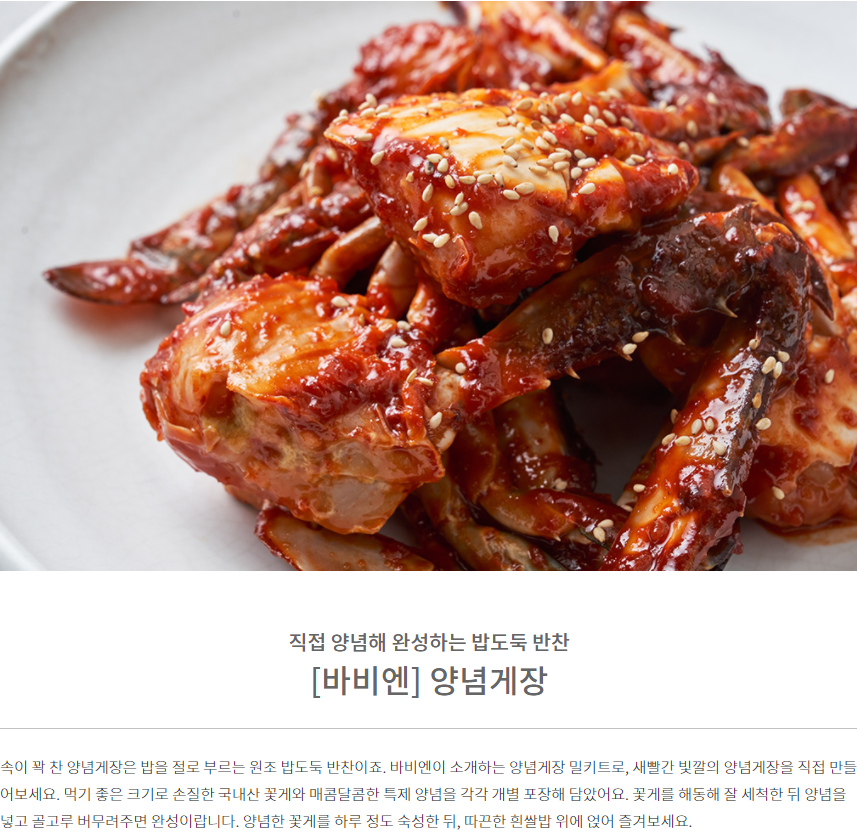 직접 양념해 완성하는 밥도둑 반찬
[바비엔] 양념게장
속이 꽉 찬 양념게장은 밥을 절로 부르는 원조 밥도둑 반찬이죠. 바비엔이 소개하는 양념게장 밀키트로, 새빨간 빛깔의 양념게장을 직접 만들
어보세요. 먹기 좋은 크기로 손질한 국내산 꽃게와 매콤달콤한 특제 양념을 각각 개별 포장해 담았어요. 꽃게를 해동해 잘 세척한 뒤 양념을
넣고 골고루 버무려주면 완성이랍니다. 양념한 꽃게를 하루 정도 숙성한 뒤, 따끈한 흰쌀밥 위에 얹어 즐겨보세요.